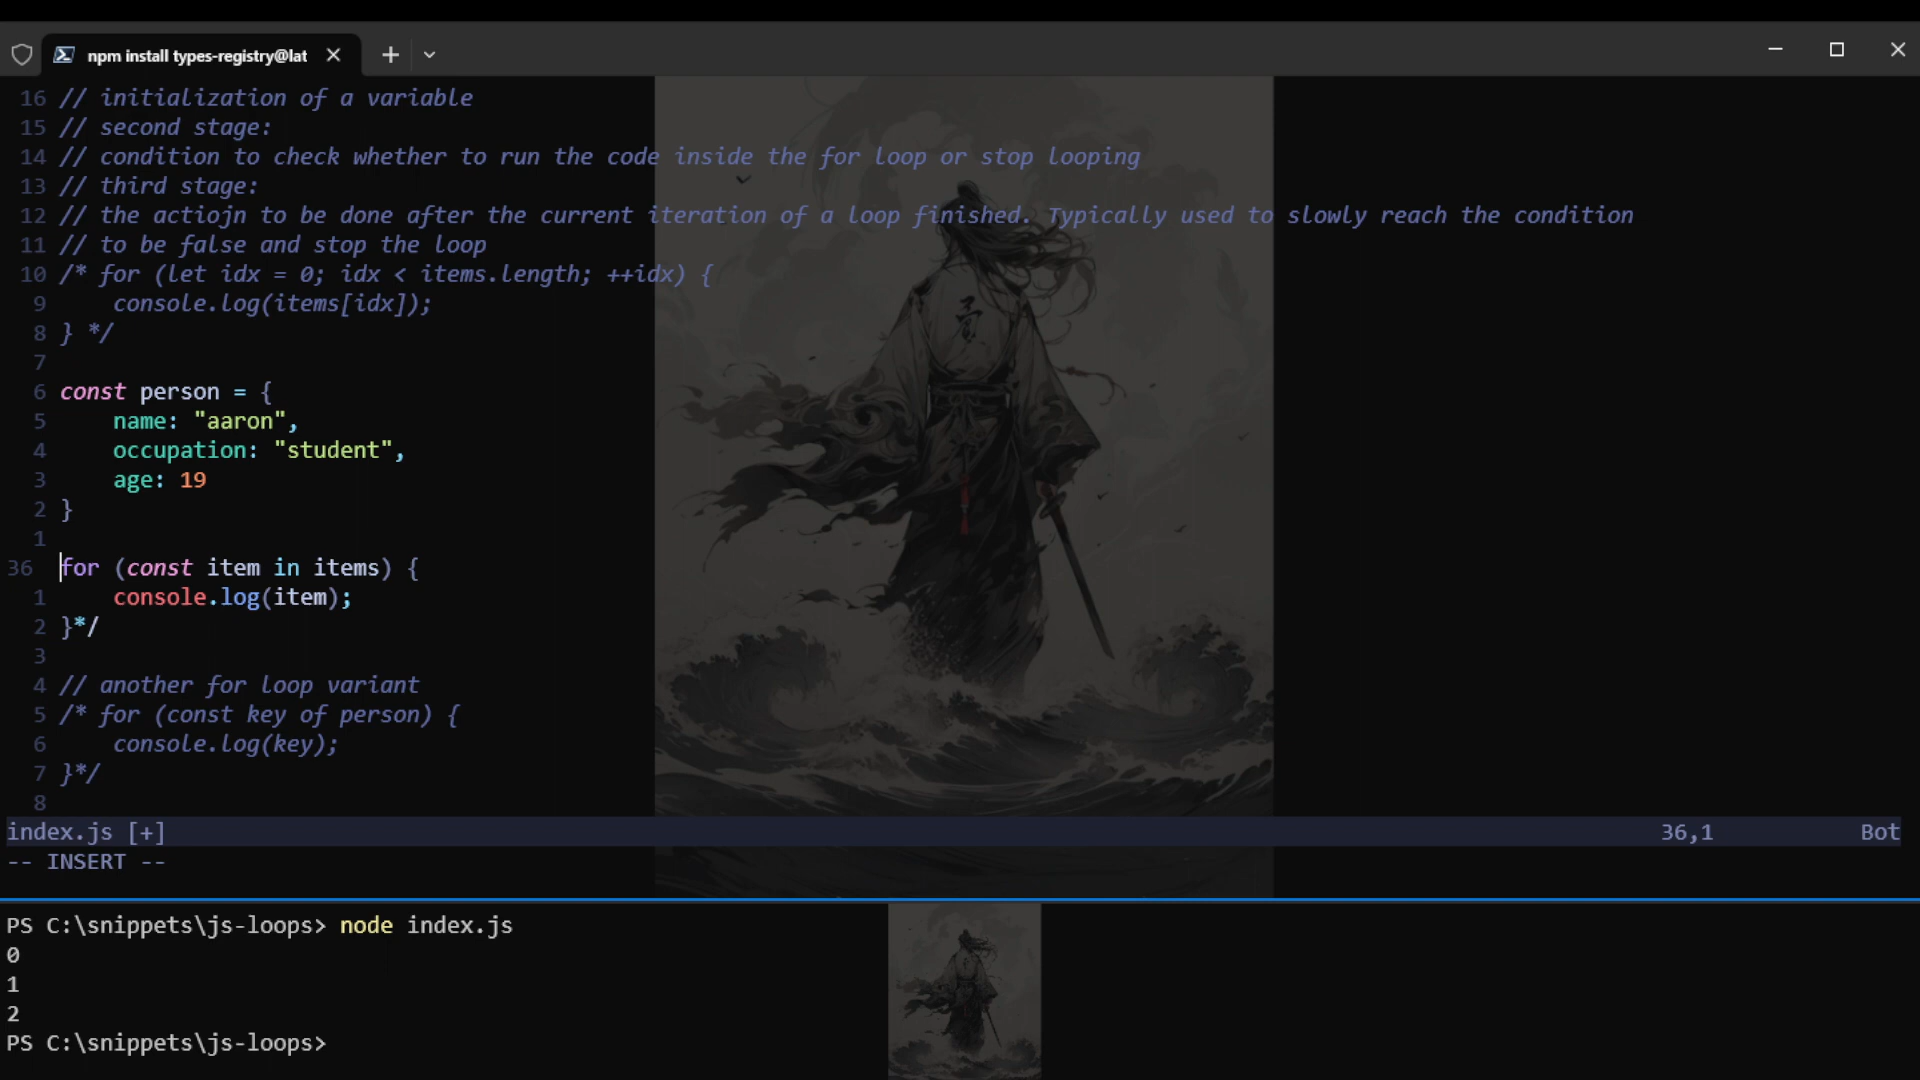 npm install types-registry@lat
16 // initialization of a variable
15 // second stage:
14 // condition to check whether to run the code inside the for loop or stop looping
13 // third stage:
12 // the actiojn to be done after the current iteration of a loop finished. Typically used to slowly reach the condition
11 // to be false and stop the loop
10 /* for (let idx = 0; idx < items.length; ++idx) {
9     console.log(items[idx]);
8 } */
7
6 const person = {
5     name: "aaron",
4     occupation: "student",
3     age: 19
2 }
1
36 for (const item in items) {
1     console.log(item);
2 }*/
3
4 // another for loop variant
5 /* for (const key of person) {
6     console.log(key);
7 }*/
8
index.js [+] 36,1 Bot
-- INSERT --
PS C:\snippets\js-loops> node index.js
0
1
2
PS C:\snippets\js-loops>